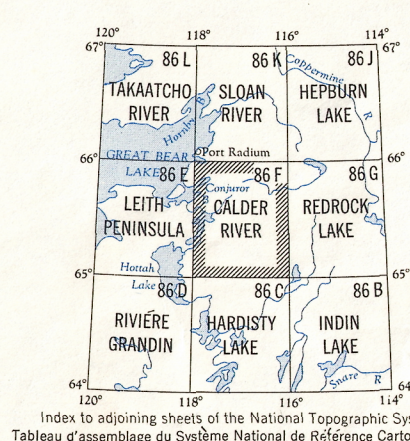 120° 118° 116° 114°
67° 67°
86 L 86 K 86 J
Coppermine
TAKAATCHO SLOAN HEPBURN
RIVER RIVER LAKE
Hornby B R
66° Port Radium 66°
GREAT BEAR
LAKE 86 E 86 F 86 G
Conjuror
B
LEITH CALDER REDROCK
PENINSULA RIVER LAKE
Hottah
65° 65°
Lake 86 D 86 C 86 B
RIVIÈRE HARDISTY INDIN
GRANDIN LAKE LAKE
Snare R
64° 64°
120° 118° 116° 114°
Index to adjoining sheets of the National Topographic Sy
Tableau d'assemblage du Système National de Référence Carto